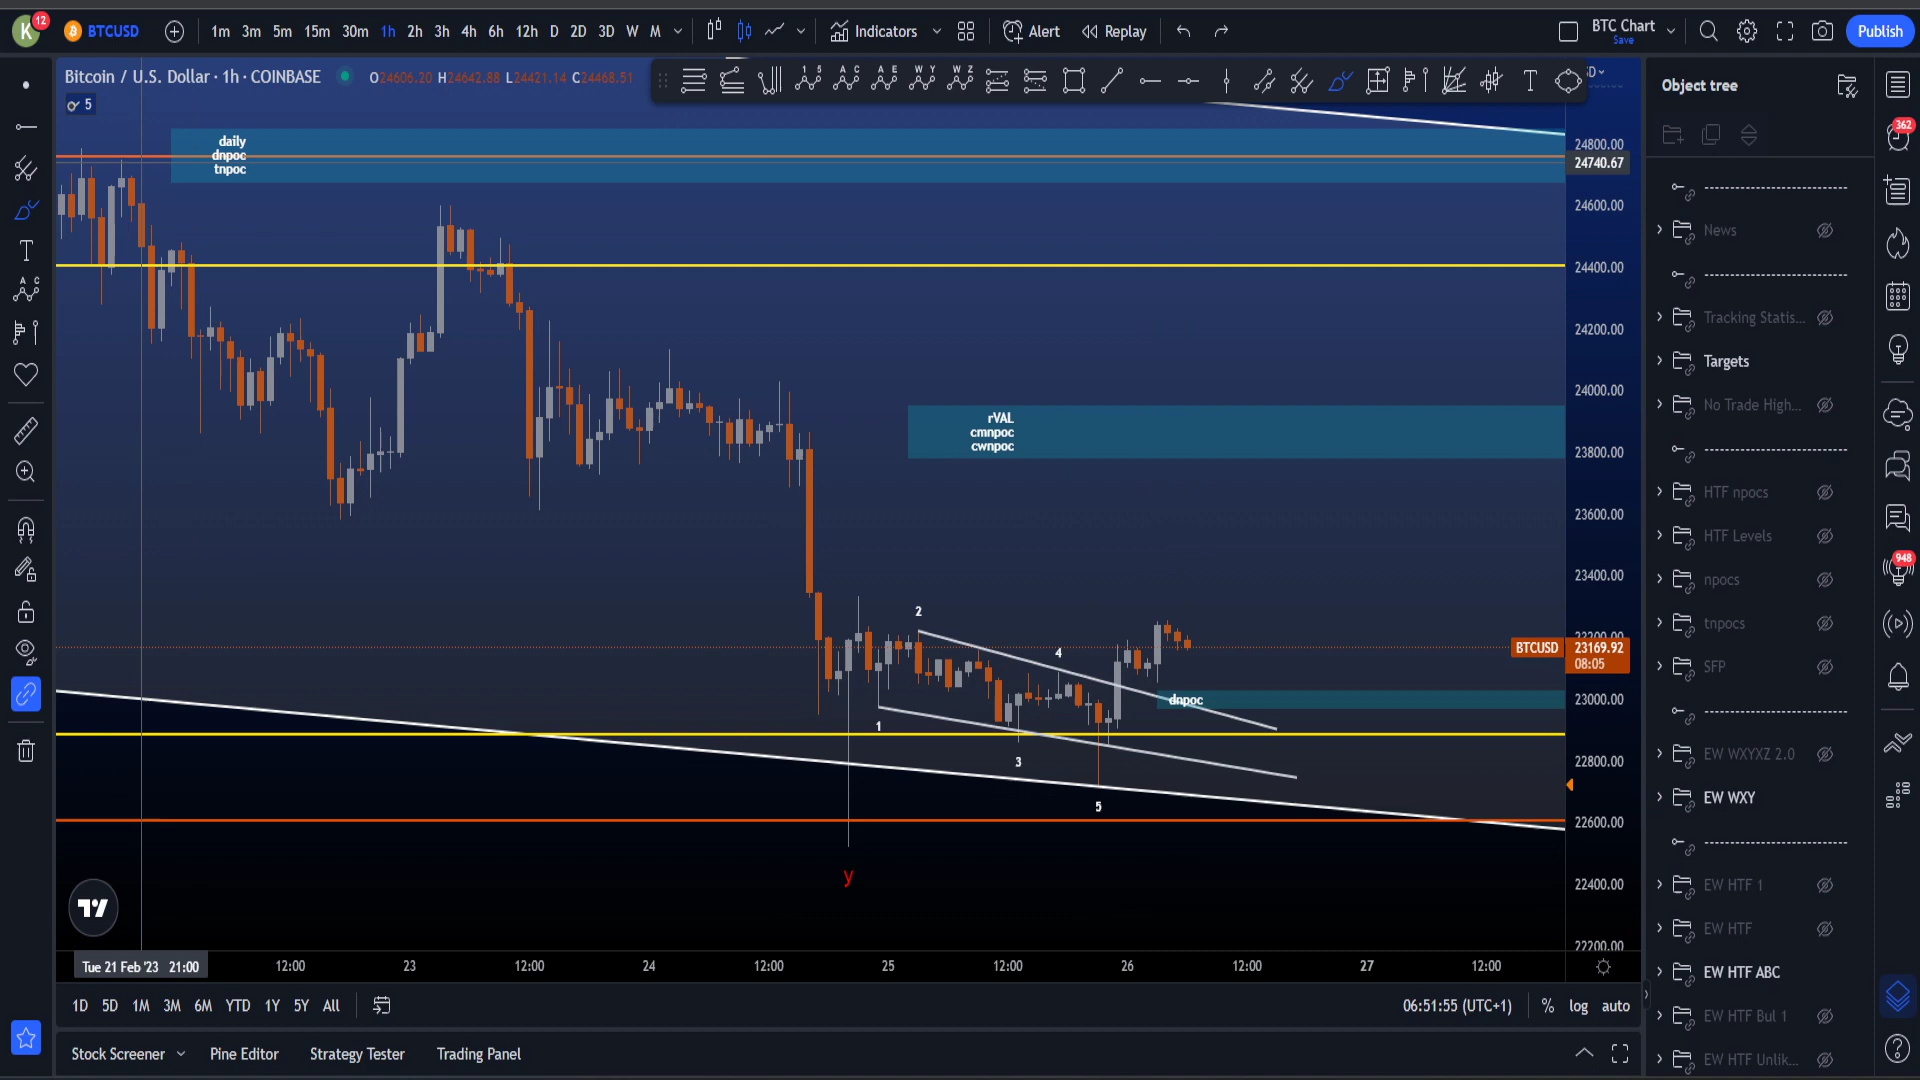 K 12 BTCUSD 1m 3m 5m 15m 30m 1h 2h 3h 4h 6h 12h D 2D 3D W M Indicators Alert Replay BTC Chart Save Publish
Bitcoin / U.S. Dollar · 1h · COINBASE O24606.20 H24642.88 L24421.14 C24468.51
5
daily
dnpoc
tnpoc
rVAL
cmnpoc
cwnpoc
2
4
dnpoc
1
3
5
y
24800.00
24740.67
24600.00
24400.00
24200.00
24000.00
23800.00
23600.00
23400.00
23200.00
BTCUSD 23169.92
08:05
23000.00
22800.00
22600.00
22400.00
22200.00
Tue 21 Feb '23 21:00 12:00 23 12:00 24 12:00 25 12:00 26 12:00 27 12:00
1D 5D 1M 3M 6M YTD 1Y 5Y All 06:51:55 (UTC+1) % log auto
Stock Screener Pine Editor Strategy Tester Trading Panel
Object tree
News
Tracking Statis...
Targets
No Trade High...
HTF npocs
HTF Levels
npocs
tnpocs
SFP
EW WXYXZ 2.0
EW WXY
EW HTF 1
EW HTF
EW HTF ABC
EW HTF Bul 1
EW HTF Unlik...
362
948